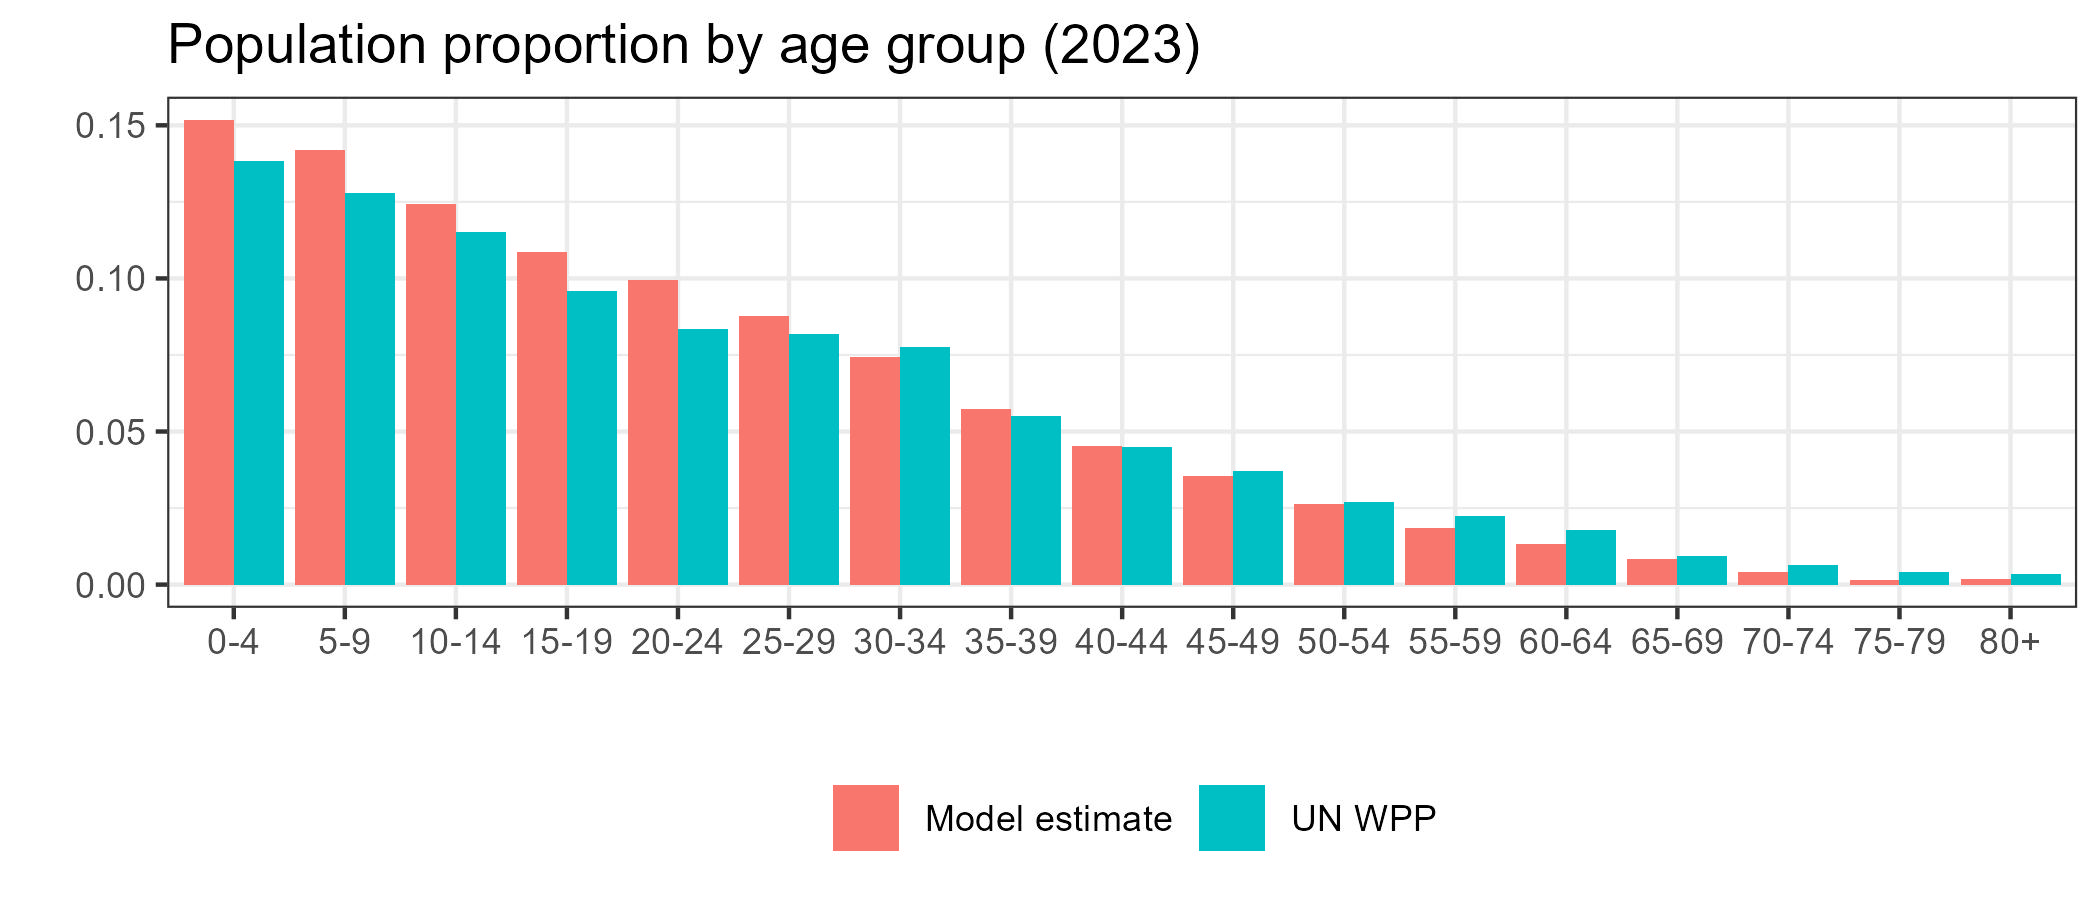 Population proportion by age group (2023)
0.15
0.10
0.05
0.00
0-4 5-9 10-14 15-19 20-24 25-29 30-34 35-39 40-44 45-49 50-54 55-59 60-64 65-69 70-74 75-79 80+
Model estimate UN WPP